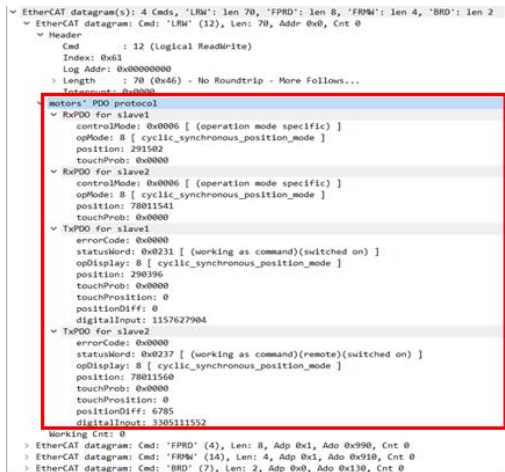 EtherCAT datagram(s): 4 Cmds, 'LRW': len 70, 'FPRD': len 8, 'FRMW': len 4, 'BRD': len 2
EtherCAT datagram: Cmd: 'LRW' (12), Len: 70, Addr 0x0, Cnt 0
Header
Cmd : 12 (Logical ReadWrite)
Index: 0x61
Log Addr: 0x00000000
Length : 70 (0x46) - No Roundtrip - More Follows...
Interrupt: 0x0000
motors' PDO protocol
RxPDO for slave1
controlMode: 0x0006 [ (operation mode specific) ]
opMode: 8 [ cyclic_synchronous_position_mode ]
position: 291502
touchProb: 0x0000
RxPDO for slave2
controlMode: 0x0006 [ (operation mode specific) ]
opMode: 8 [ cyclic_synchronous_position_mode ]
position: 78011541
touchProb: 0x0000
TxPDO for slave1
errorCode: 0x0000
statusWord: 0x0231 [ (working as command)(switched on) ]
opDisplay: 8 [ cyclic_synchronous_position_mode ]
position: 290396
touchProb: 0x0000
touchProsition: 0
positionDiff: 0
digitalInput: 1157627904
TxPDO for slave2
errorCode: 0x0000
statusWord: 0x0237 [ (working as command)(remote)(switched on) ]
opDisplay: 8 [ cyclic_synchronous_position_mode ]
position: 78011560
touchProb: 0x0000
touchProsition: 0
positionDiff: 6785
digitalInput: 3305111552
Working Cnt: 0
EtherCAT datagram: Cmd: 'FPRD' (4), Len: 8, Adp 0x1, Ado 0x990, Cnt 0
EtherCAT datagram: Cmd: 'FRMW' (14), Len: 4, Adp 0x1, Ado 0x910, Cnt 0
EtherCAT datagram: Cmd: 'BRD' (7), Len: 2, Adp 0x0, Ado 0x130, Cnt 0